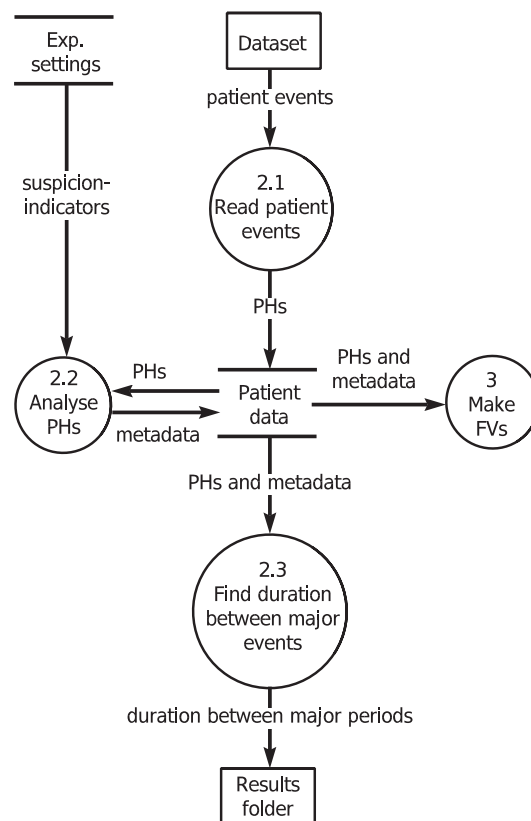 Exp.
settings
Dataset
patient events
suspicion-
indicators
2.1
Read patient
events
PHs
2.2
Analyse
PHs
PHs
metadata
Patient
data
PHs and
metadata
3
Make
FVs
PHs and metadata
2.3
Find duration
between major
events
duration between major periods
Results
folder